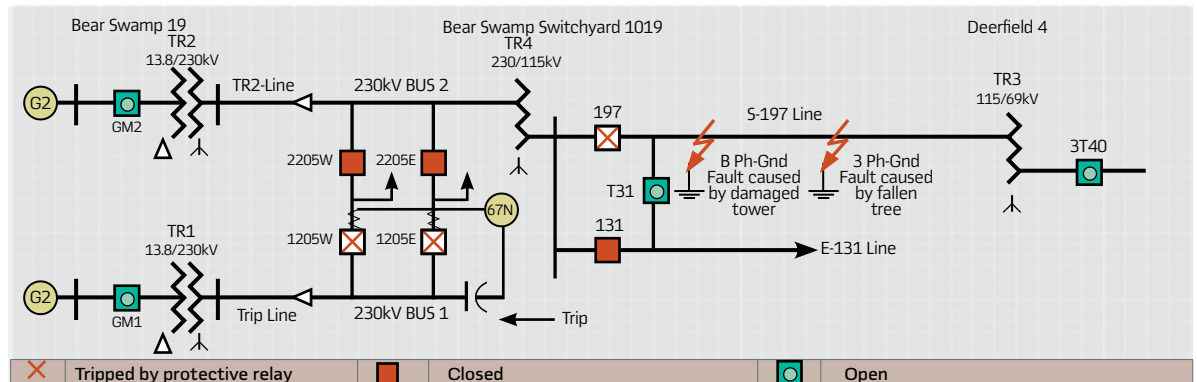 Bear Swamp 19
Bear Swamp Switchyard 1019
Deerfield 4
TR2
13.8/230kV
TR4
230/115kV
TR3
115/69kV
G2
GM2
TR2-Line
230kV BUS 2
197
S-197 Line
3T40
2205W
2205E
B Ph-Gnd
Fault caused
by damaged
tower
3 Ph-Gnd
Fault caused
by fallen
tree
T31
67N
1205W
1205E
131
E-131 Line
TR1
13.8/230kV
G2
GM1
Trip Line
230kV BUS 1
Trip
Tripped by protective relay
Closed
Open